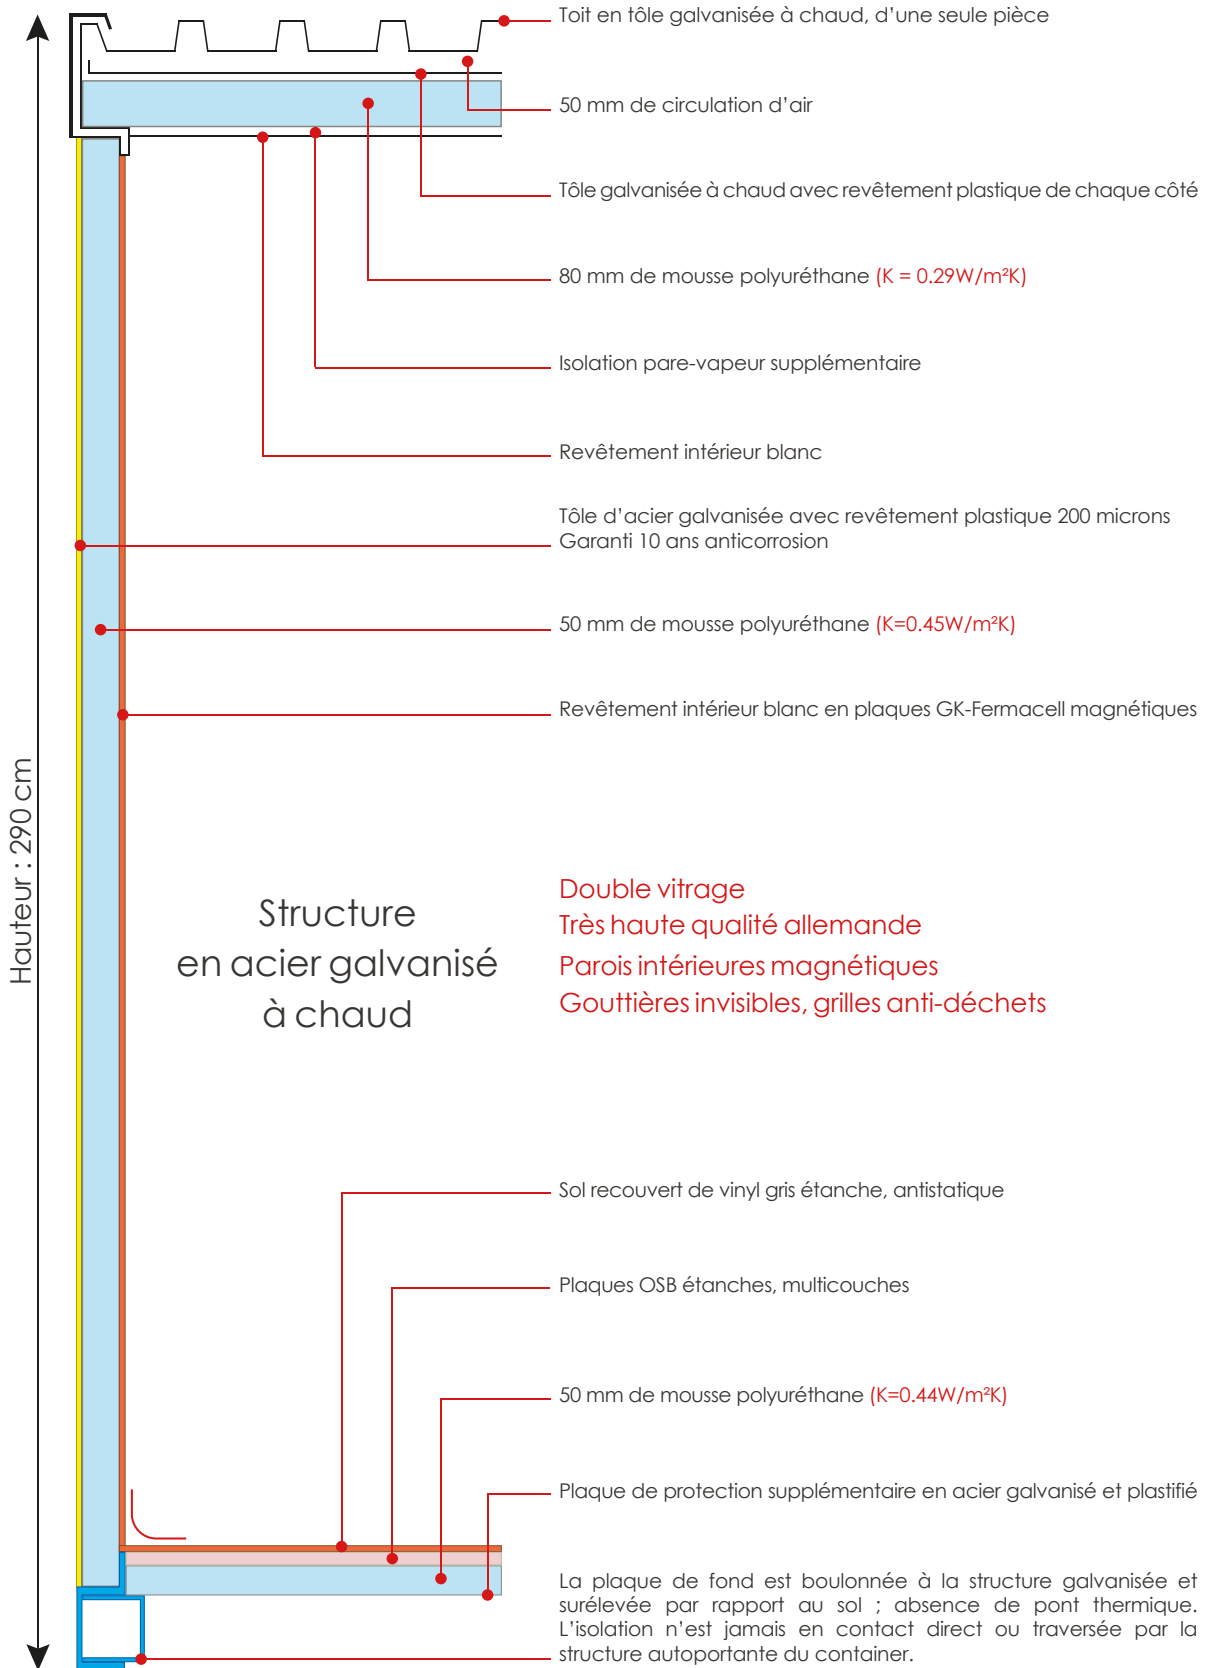 Toit en tôle galvanisée à chaud, d'une seule pièce
50 mm de circulation d'air
Tôle galvanisée à chaud avec revêtement plastique de chaque côté
80 mm de mousse polyuréthane (K = 0.29W/m²K)
Isolation pare-vapeur supplémentaire
Revêtement intérieur blanc
Tôle d'acier galvanisée avec revêtement plastique 200 microns
Garanti 10 ans anticorrosion
50 mm de mousse polyuréthane (K=0.45W/m²K)
Revêtement intérieur blanc en plaques GK-Fermacell magnétiques
Hauteur : 290 cm
Structure
en acier galvanisé
à chaud
Double vitrage
Très haute qualité allemande
Parois intérieures magnétiques
Gouttières invisibles, grilles anti-déchets
Sol recouvert de vinyl gris étanche, antistatique
Plaques OSB étanches, multicouches
50 mm de mousse polyuréthane (K=0.44W/m²K)
Plaque de protection supplémentaire en acier galvanisé et plastifié
La plaque de fond est boulonnée à la structure galvanisée et
surélevée par rapport au sol ; absence de pont thermique.
L'isolation n'est jamais en contact direct ou traversée par la
structure autoportante du container.